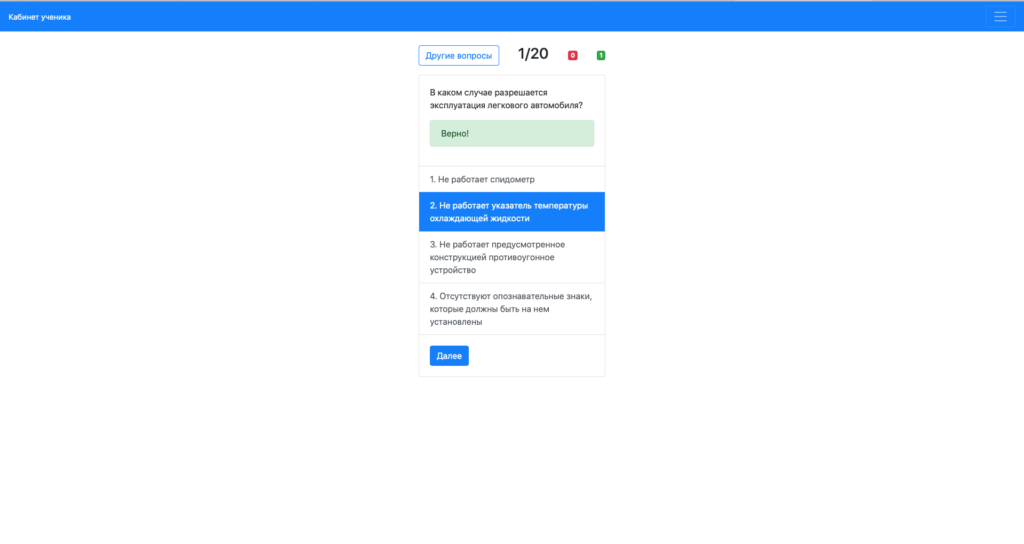 Кабинет ученика
Другие вопросы 1/20 0 1
В каком случае разрешается
эксплуатация легкового автомобиля?
Верно!
1. Не работает спидометр
2. Не работает указатель температуры
охлаждающей жидкости
3. Не работает предусмотренное
конструкцией противоугонное
устройство
4. Отсутствуют опознавательные знаки,
которые должны быть на нем
установлены
Далее